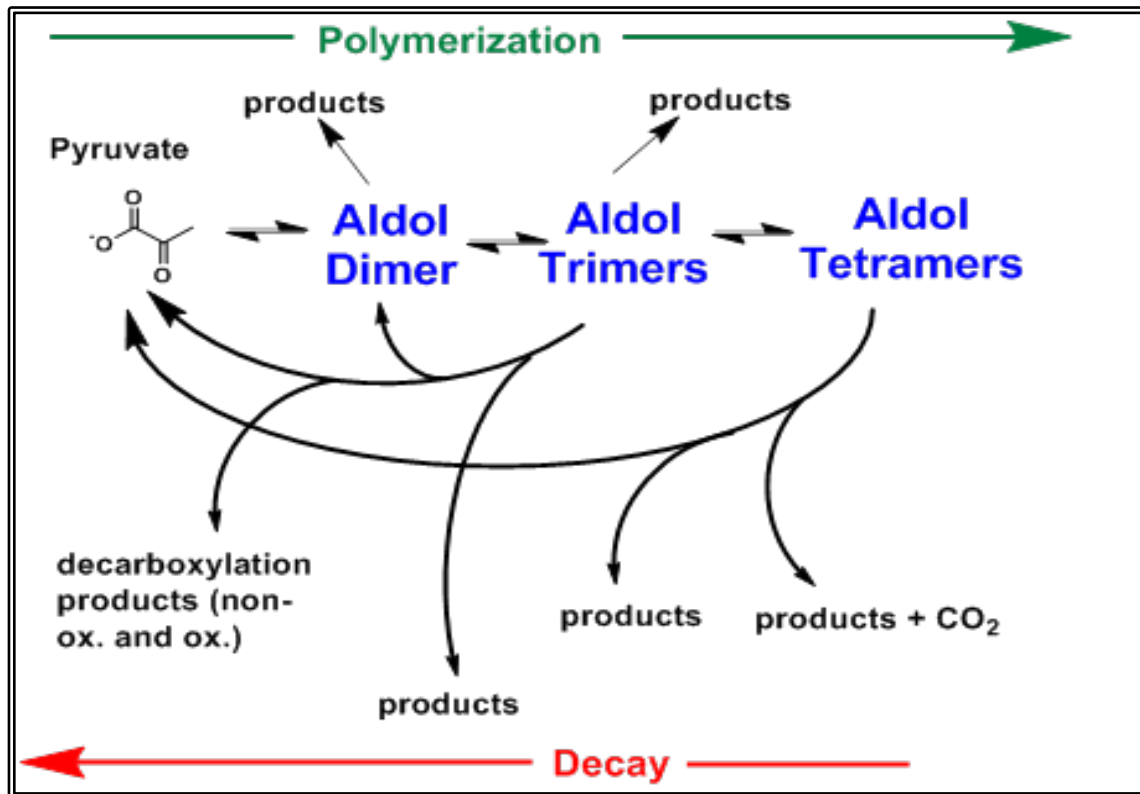 Polymerization
products
products
Pyruvate
O
-O
O
Aldol
Dimer
Aldol
Trimers
Aldol
Tetramers
decarboxylation
products (non-
ox. and ox.)
products
products
products + CO₂
Decay